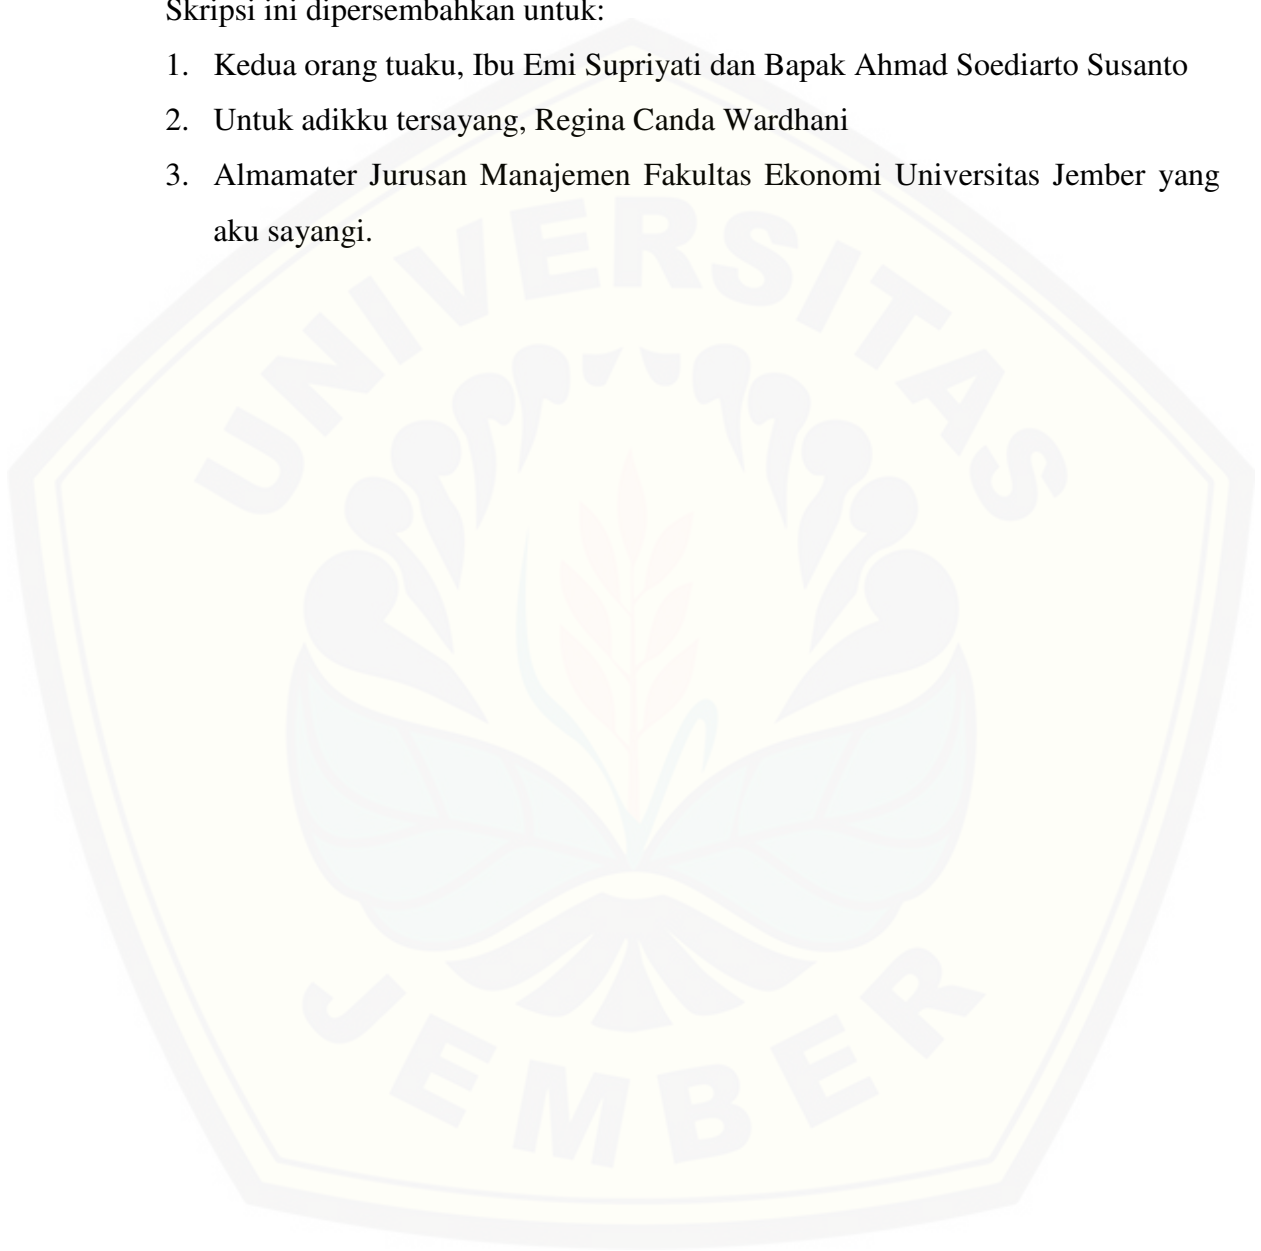 Skripsi ini dipersembahkan untuk:
1. Kedua orang tuaku, Ibu Emi Supriyati dan Bapak Ahmad Soediarto Susanto
2. Untuk adikku tersayang, Regina Canda Wardhani
3. Almamater Jurusan Manajemen Fakultas Ekonomi Universitas Jember yang
aku sayangi.
UNIVERSITAS
JEMBER